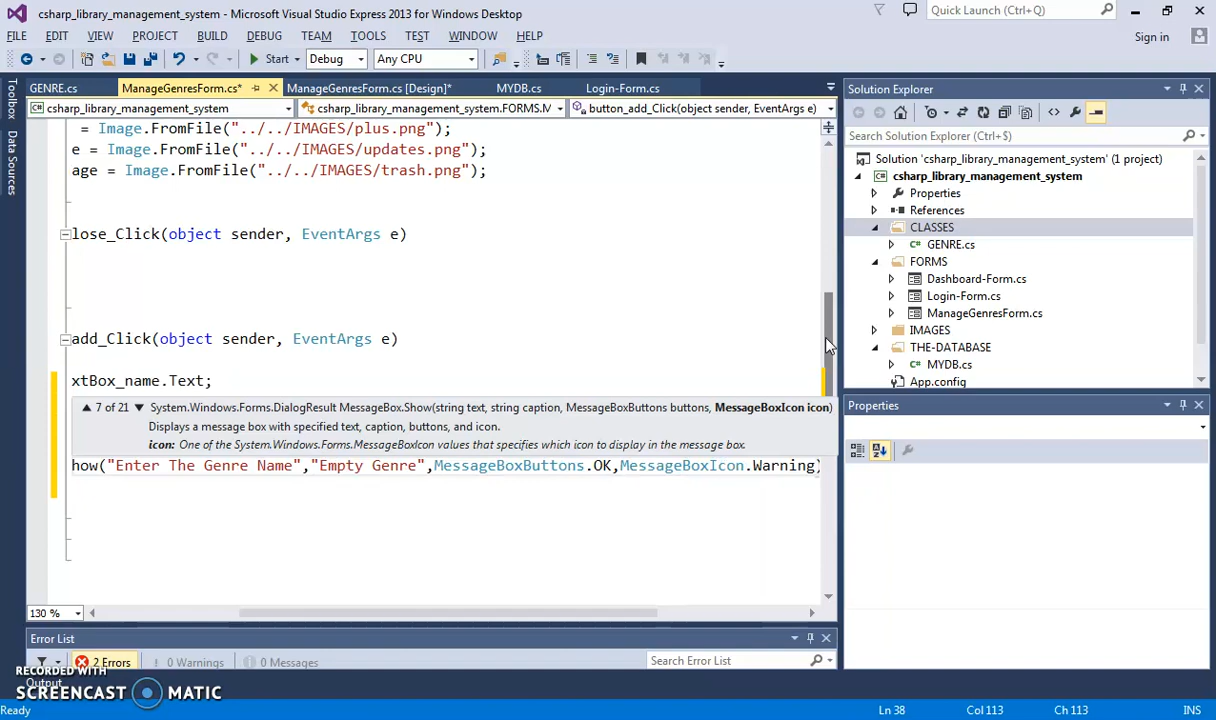 csharp_library_management_system - Microsoft Visual Studio Express 2013 for Windows Desktop
Quick Launch (Ctrl+Q)
FILE EDIT VIEW PROJECT BUILD DEBUG TEAM TOOLS TEST WINDOW HELP
Sign in
Start Debug Any CPU
Toolbox
Data Sources
GENRE.cs ManageGenresForm.cs* ManageGenresForm.cs [Design]* MYDB.cs Login-Form.cs
csharp_library_management_system csharp_library_management_system.FORMS.M button_add_Click(object sender, EventArgs e)
= Image.FromFile("../../IMAGES/plus.png");
e = Image.FromFile("../../IMAGES/updates.png");
age = Image.FromFile("../../IMAGES/trash.png");
lose_Click(object sender, EventArgs e)
add_Click(object sender, EventArgs e)
xtBox_name.Text;
7 of 21 System.Windows.Forms.DialogResult MessageBox.Show(string text, string caption, MessageBoxButtons buttons, MessageBoxIcon icon)
Displays a message box with specified text, caption, buttons, and icon.
icon: One of the System.Windows.Forms.MessageBoxIcon values that specifies which icon to display in the message box.
how("Enter The Genre Name","Empty Genre",MessageBoxButtons.OK,MessageBoxIcon.Warning)
130 %
Error List
2 Errors 0 Warnings 0 Messages
Search Error List
Output
RECORDED WITH
SCREENCAST MATIC
Ready
Ln 38 Col 113 Ch 113 INS
Solution Explorer
Search Solution Explorer (Ctrl+$)
Solution 'csharp_library_management_system' (1 project)
csharp_library_management_system
Properties
References
CLASSES
GENRE.cs
FORMS
Dashboard-Form.cs
Login-Form.cs
ManageGenresForm.cs
IMAGES
THE-DATABASE
MYDB.cs
App.config
Properties